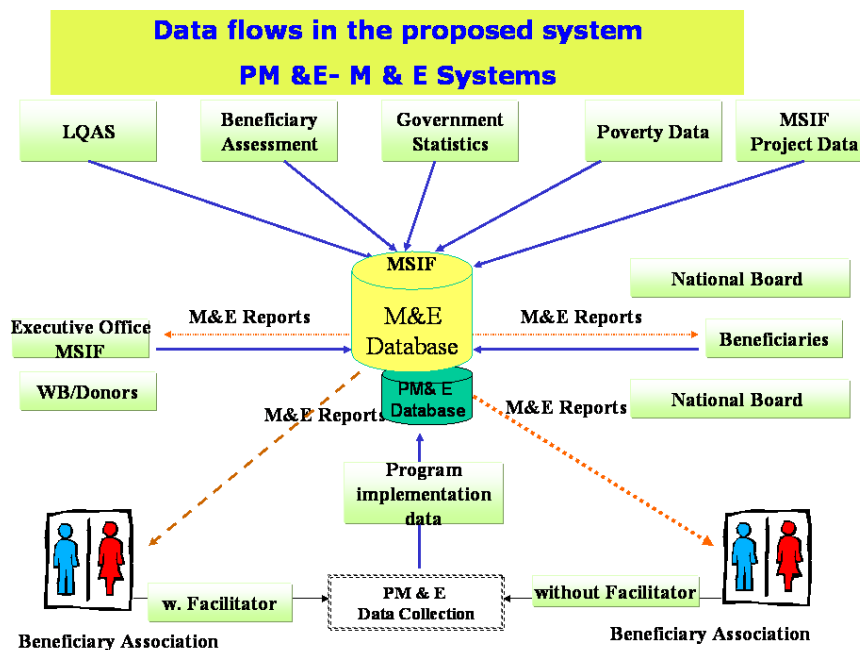 Data flows in the proposed system
PM &E- M & E Systems
LQAS
Beneficiary
Assessment
Government
Statistics
Poverty Data
MSIF
Project Data
MSIF
M&E
Database
National Board
M&E Reports
M&E Reports
Executive Office
MSIF
Beneficiaries
WB/Donors
PM& E
Database
M&E Reports
M&E Reports
National Board
Program
implementation
data
w. Facilitator
PM & E
Data Collection
without Facilitator
Beneficiary Association
Beneficiary Association